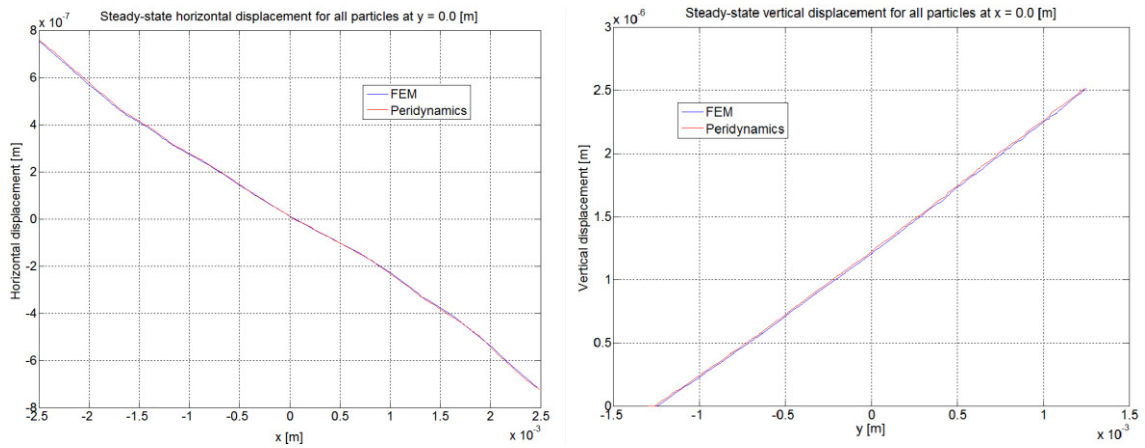 Steady-state horizontal displacement for all particles at y = 0.0 [m]
x 10⁻⁷
8
6
4
2
0
-2
-4
-6
-8
Horizontal displacement [m]
FEM
Peridynamics
-2.5 -2 -1.5 -1 -0.5 0 0.5 1 1.5 2 2.5
x [m]
x 10⁻³
Steady-state vertical displacement for all particles at x = 0.0 [m]
x 10⁻⁶
3
2.5
2
1.5
1
0.5
0
Vertical displacement [m]
FEM
Peridynamics
-1.5 -1 -0.5 0 0.5 1 1.5
y [m]
x 10⁻³